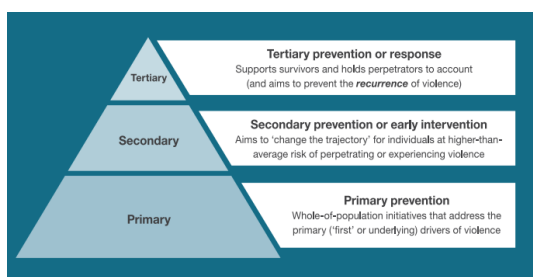 Tertiary
Tertiary prevention or response
Supports survivors and holds perpetrators to account
(and aims to prevent the recurrence of violence)
Secondary
Secondary prevention or early intervention
Aims to ‘change the trajectory’ for individuals at higher-than-
average risk of perpetrating or experiencing violence
Primary
Primary prevention
Whole-of-population initiatives that address the
primary (‘first’ or underlying) drivers of violence